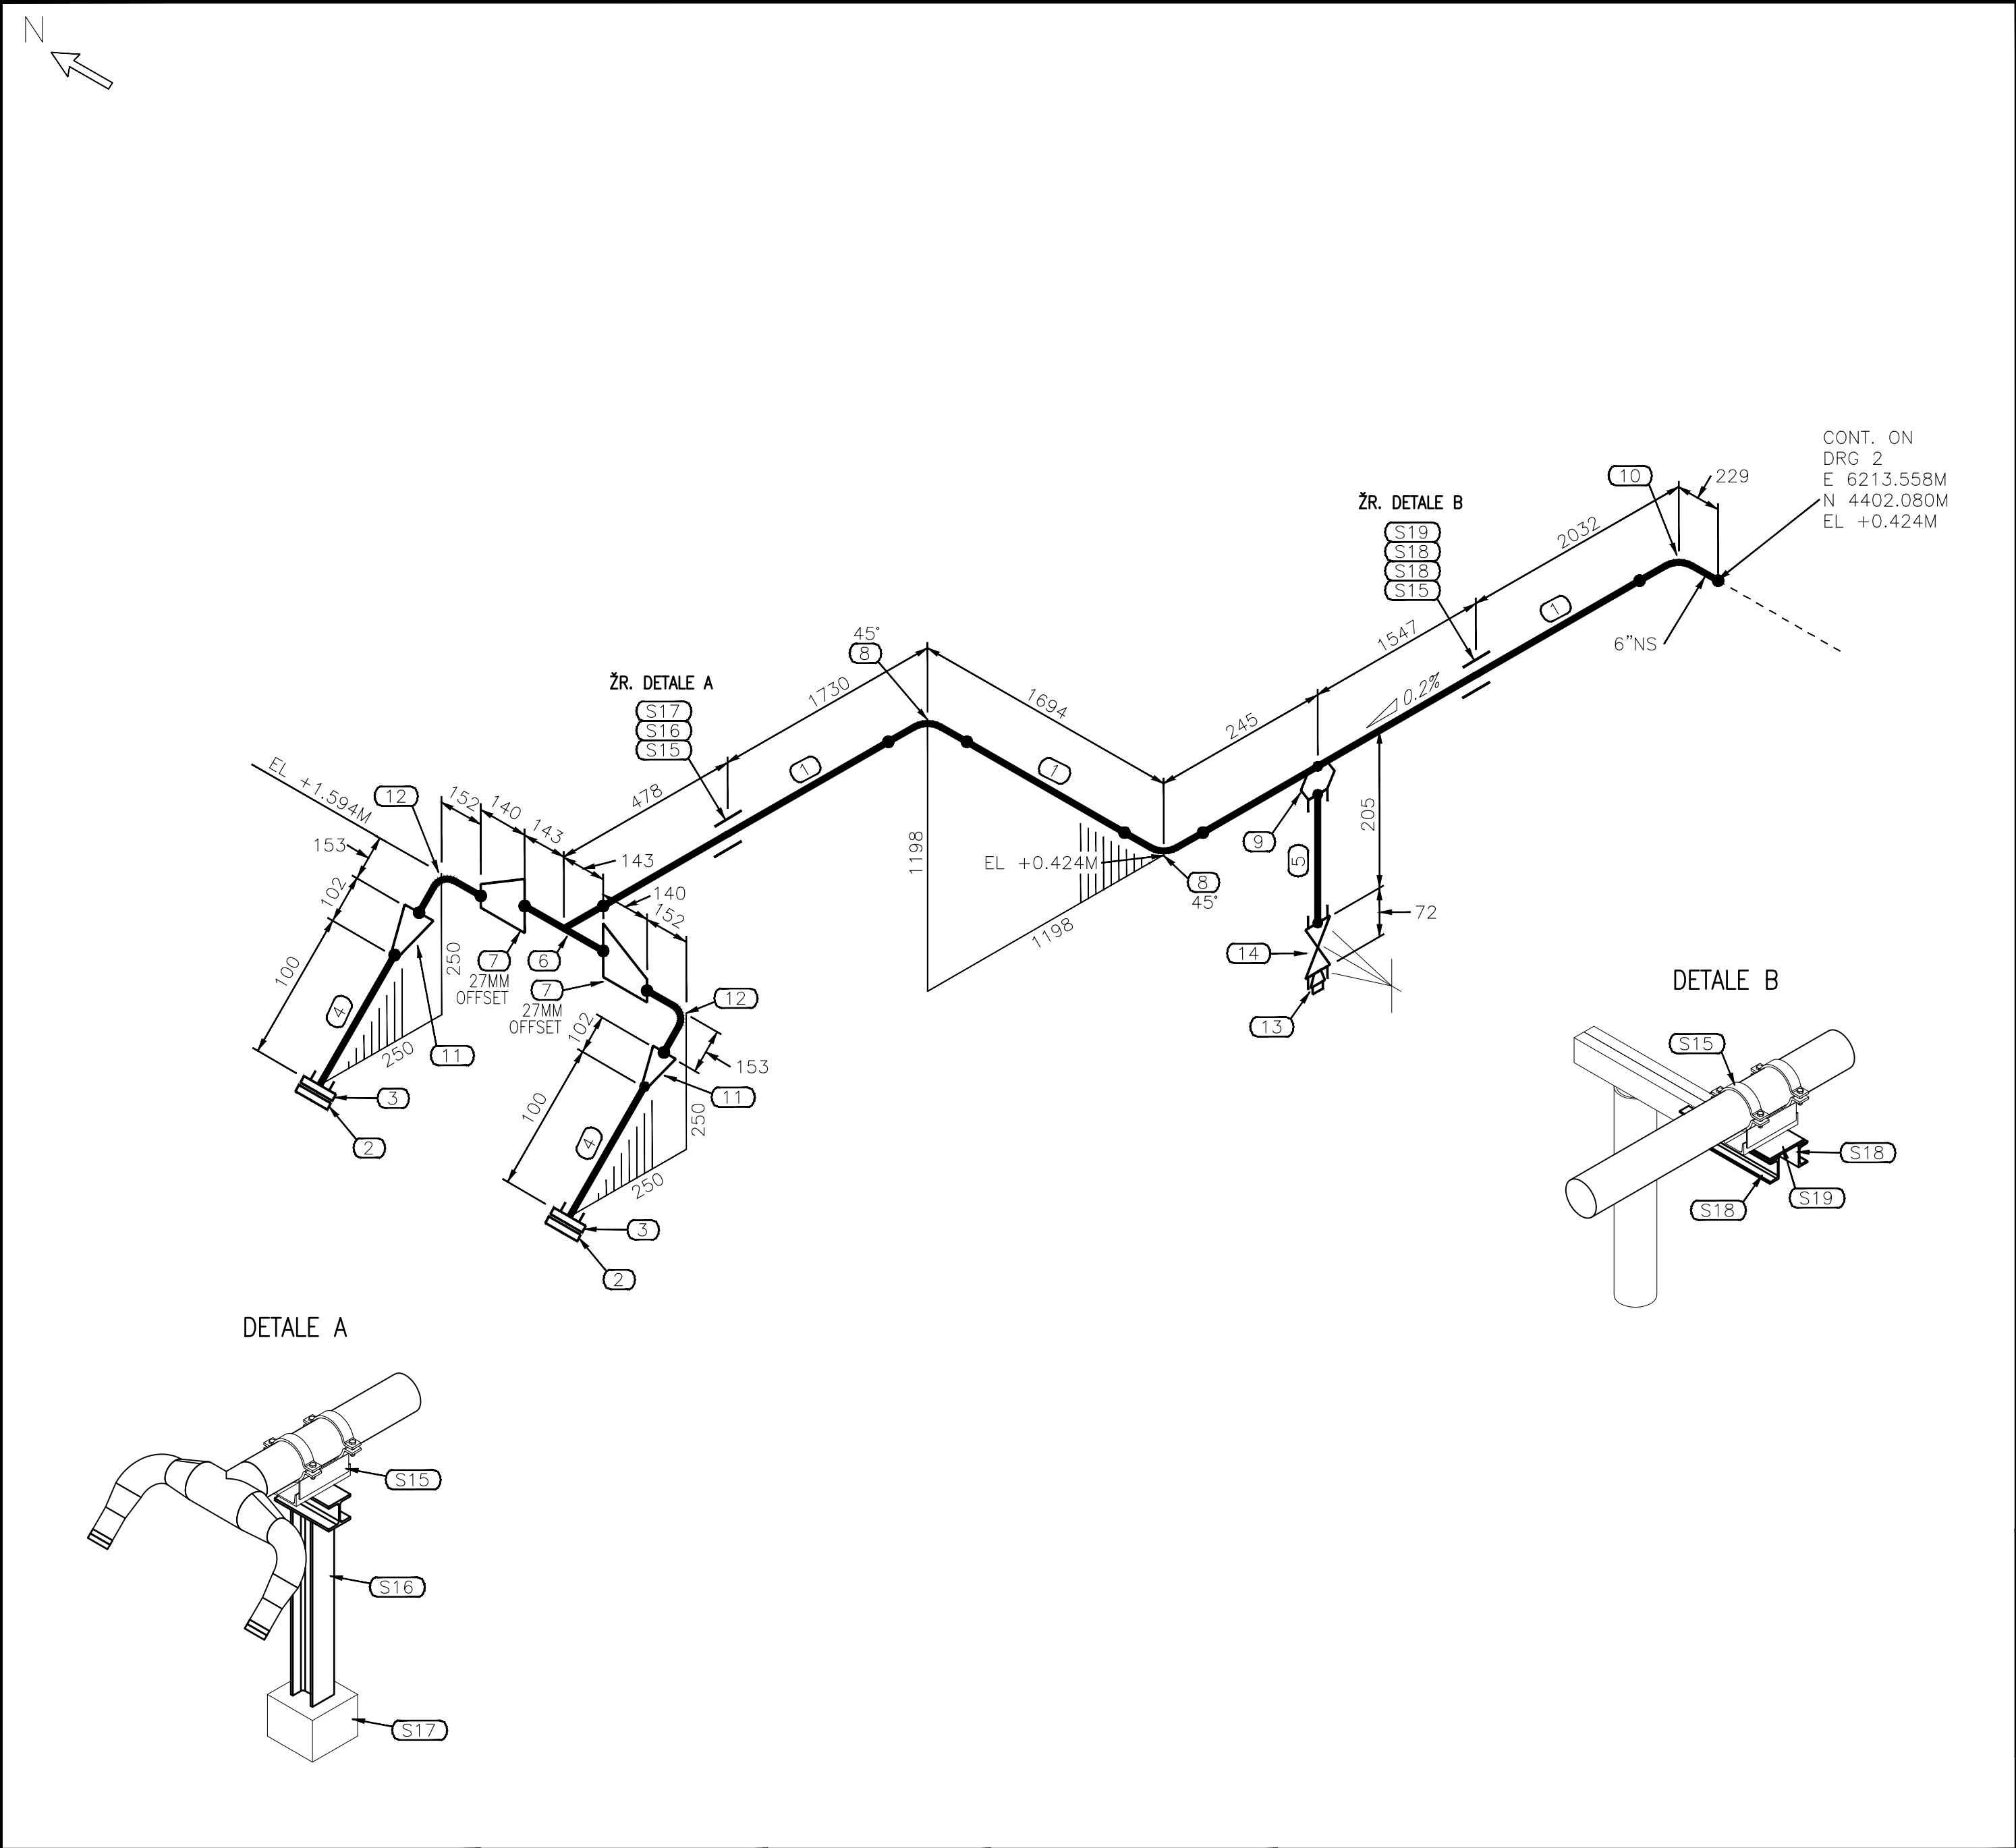 N
CONT. ON
DRG 2
E 6213.558M
N 4402.080M
EL +0.424M
10
229
ŽR. DETALE B
S19
S18
S18
S15
2032
1547
1
6"NS
0.2%
45°
8
ŽR. DETALE A
S17
S16
S15
1730
1694
245
1
1
478
EL +1.594M
12
152
140
143
143
153
102
100
140
152
1198
1198
EL +0.424M
8
45°
9
205
5
72
14
13
250
250
4
11
7
27MM
OFFSET
6
7
27MM
OFFSET
12
102
153
100
11
250
250
4
3
2
3
2
DETALE B
S15
S18
S19
S18
DETALE A
S15
S16
S17